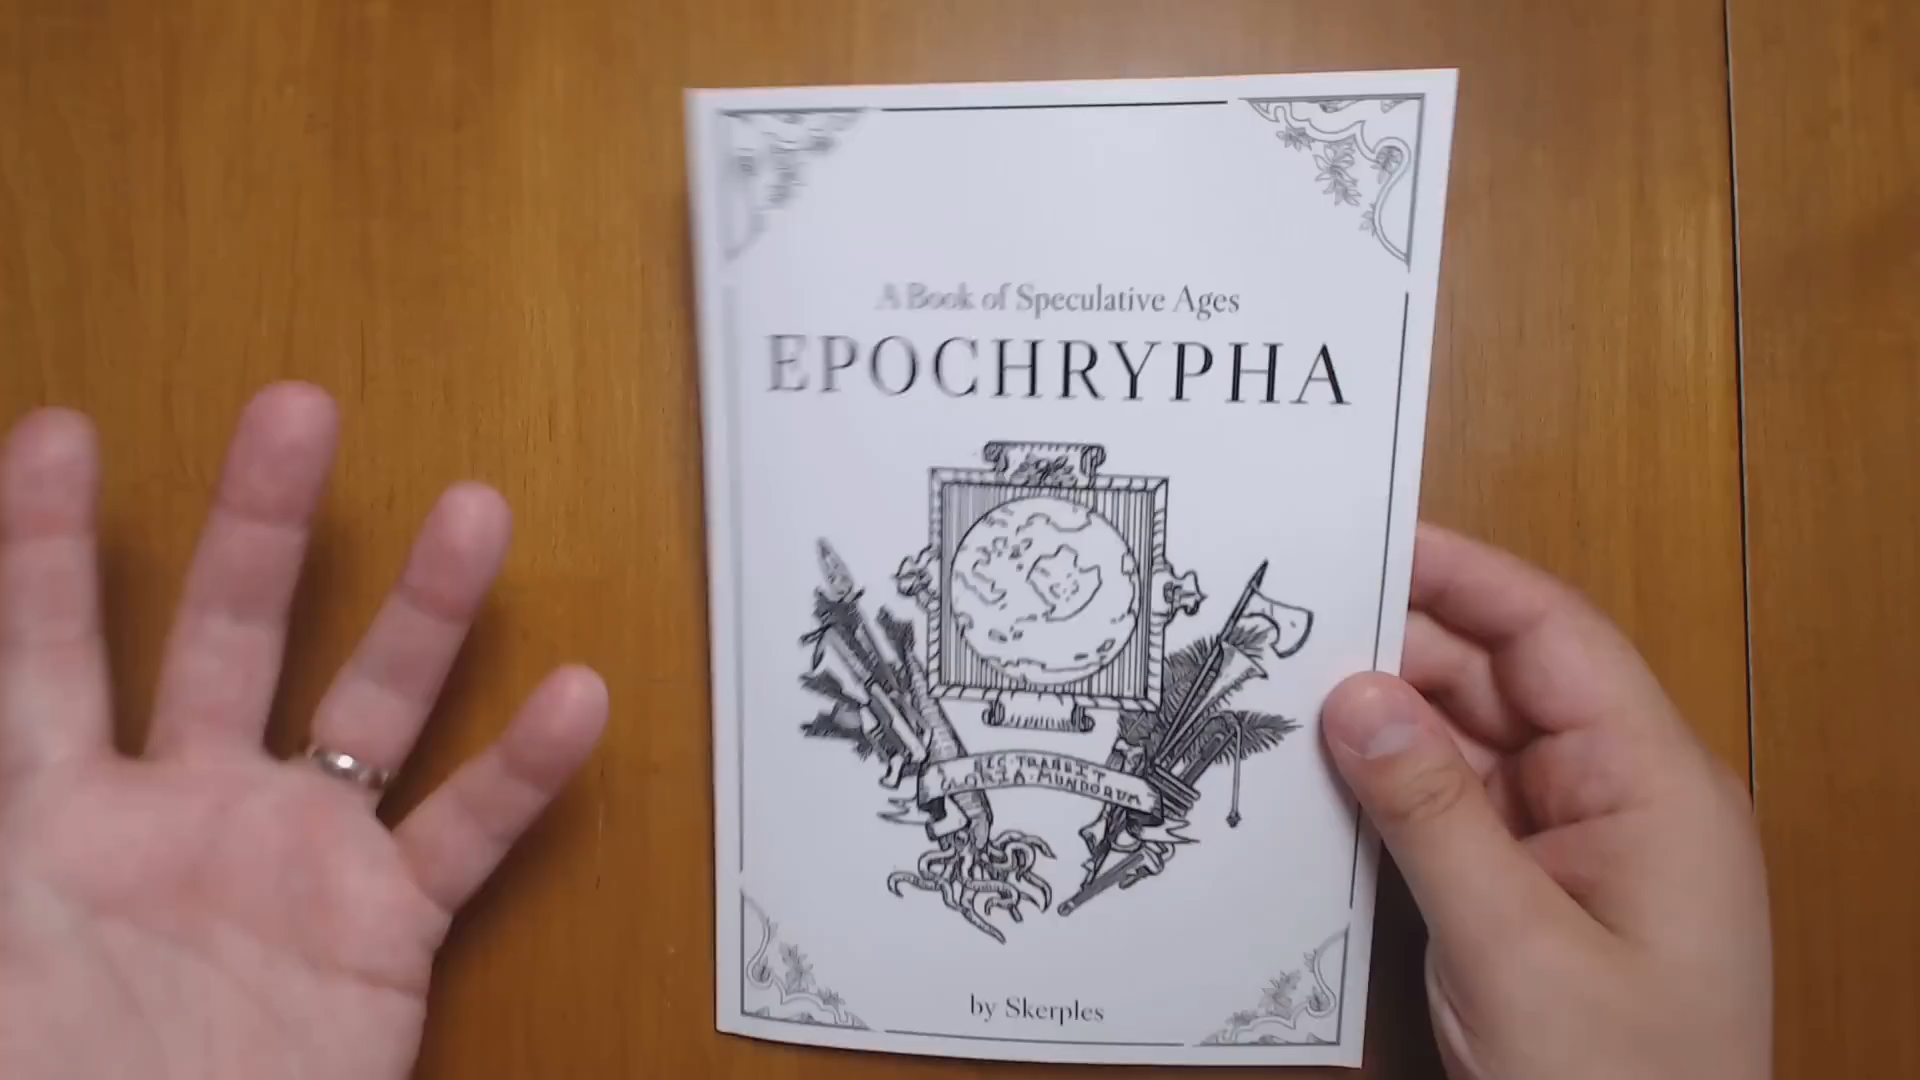 A Book of Speculative Ages
EPOCHRYPHA
SIC·TRANSIT
GLORIA·MUNDORUM
by Skerples